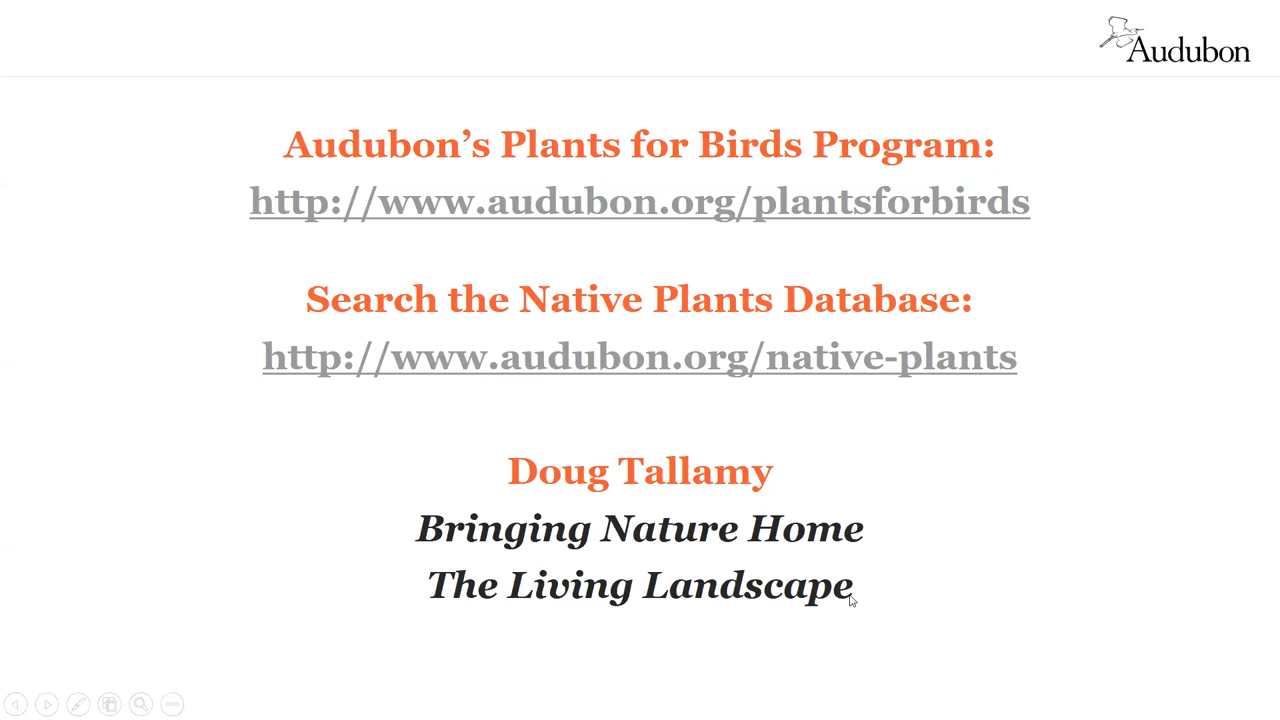 Audubon
Audubon’s Plants for Birds Program:
http://www.audubon.org/plantsforbirds
Search the Native Plants Database:
http://www.audubon.org/native-plants
Doug Tallamy
Bringing Nature Home
The Living Landscape